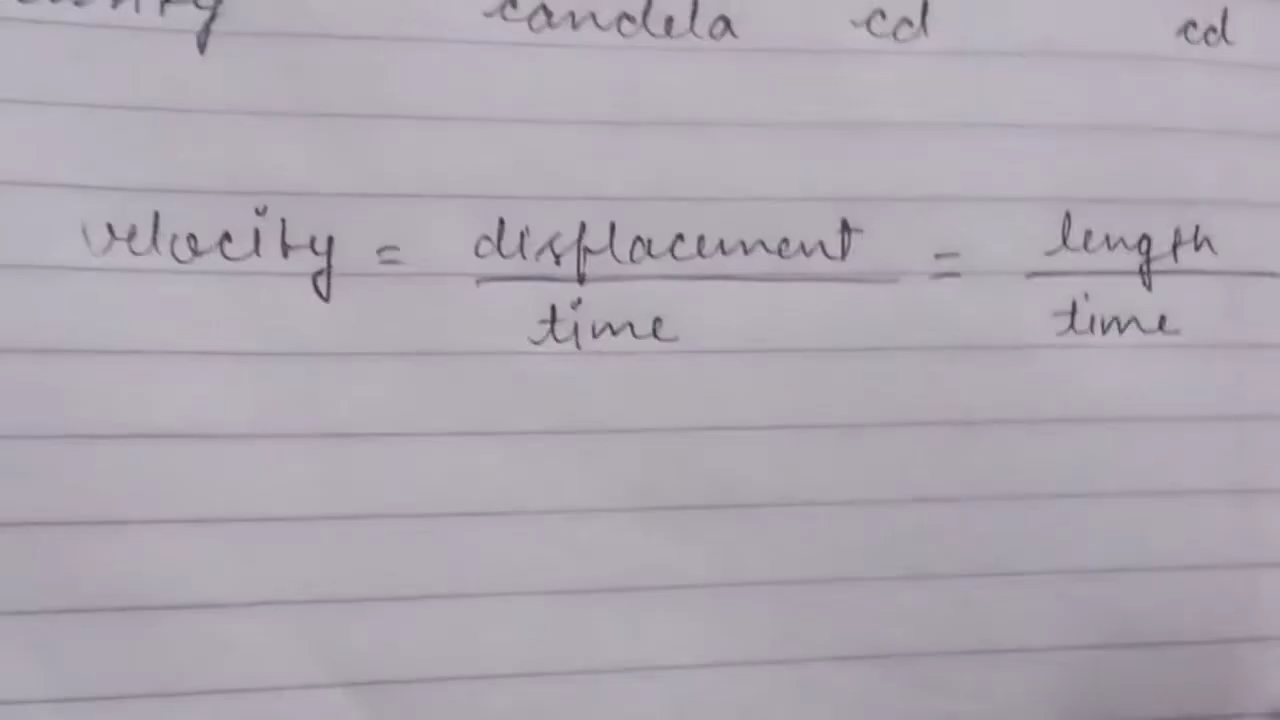 candela cd cd
velocity = displacement / time = length / time